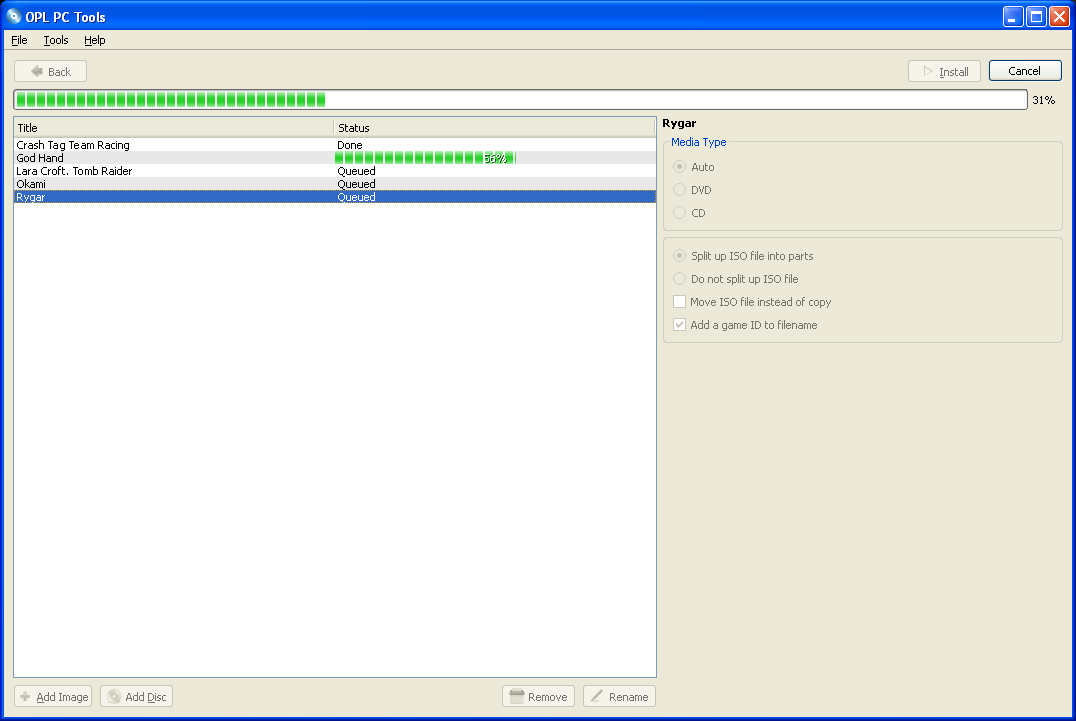 OPL PC Tools
File Tools Help
Back Install Cancel
31%
Title Status
Crash Tag Team Racing Done
God Hand 56%
Lara Croft. Tomb Raider Queued
Okami Queued
Rygar Queued
Rygar
Media Type
Auto
DVD
CD
Split up ISO file into parts
Do not split up ISO file
Move ISO file instead of copy
Add a game ID to filename
Add Image Add Disc Remove Rename